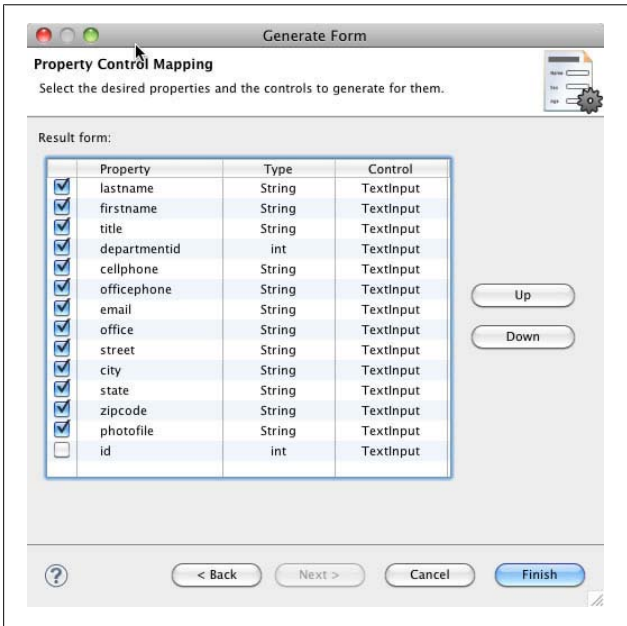 Generate Form
Property Control Mapping
Select the desired properties and the controls to generate for them.
Result form:
Property Type Control
lastname String TextInput
firstname String TextInput
title String TextInput
departmentid int TextInput
cellphone String TextInput
officephone String TextInput
email String TextInput
office String TextInput
street String TextInput
city String TextInput
state String TextInput
zipcode String TextInput
photofile String TextInput
id int TextInput
Up
Down
? < Back Next > Cancel Finish